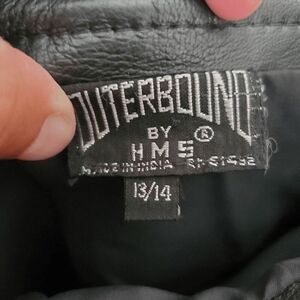 OUTERBOUND
BY
HMS®
MADE IN INDIA
13/14